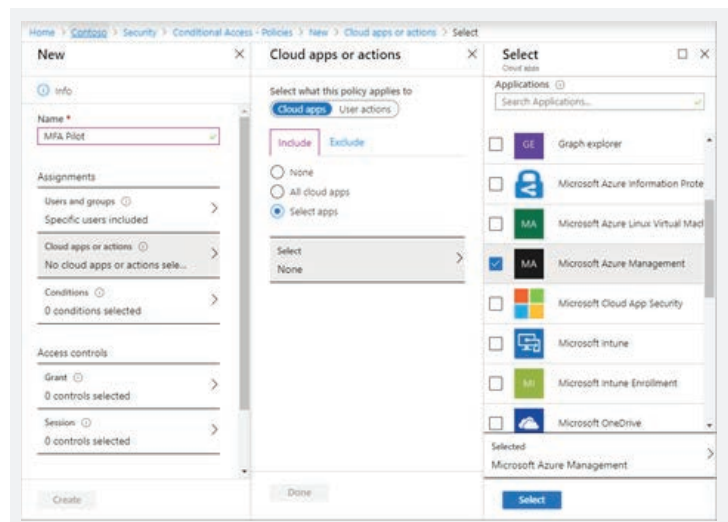 Home > Contoso > Security > Conditional Access - Policies > New > Cloud apps or actions > Select
New
Info
Name *
MFA Pilot
Assignments
Users and groups
Specific users included
Cloud apps or actions
No cloud apps or actions sele...
Conditions
0 conditions selected
Access controls
Grant
0 controls selected
Session
0 controls selected
Create
Cloud apps or actions
Select what this policy applies to
Cloud apps User actions
Include Exclude
None
All cloud apps
Select apps
Select
None
Done
Select
Cloud apps
Applications
Search Applications...
GE Graph explorer
Microsoft Azure Information Prote
MA Microsoft Azure Linux Virtual Macl
MA Microsoft Azure Management
Microsoft Cloud App Security
Microsoft Intune
MI Microsoft Intune Enrollment
Microsoft OneDrive
Selected
Microsoft Azure Management
Select